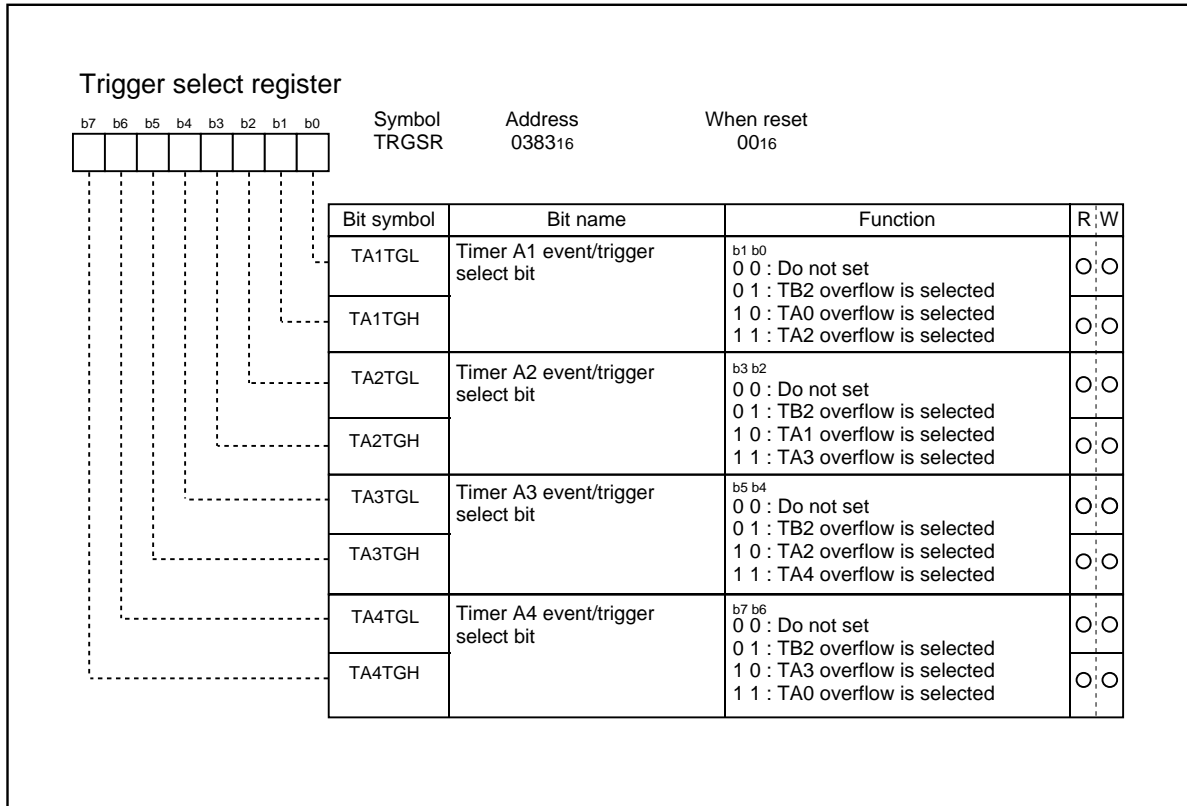 Trigger select register
b7 b6 b5 b4 b3 b2 b1 b0
Symbol Address When reset
TRGSR 038316 0016
Bit symbol Bit name Function R W
TA1TGL Timer A1 event/trigger
select bit
b1 b0
0 0 : Do not set
0 1 : TB2 overflow is selected
1 0 : TA0 overflow is selected
1 1 : TA2 overflow is selected
TA1TGH
TA2TGL Timer A2 event/trigger
select bit
b3 b2
0 0 : Do not set
0 1 : TB2 overflow is selected
1 0 : TA1 overflow is selected
1 1 : TA3 overflow is selected
TA2TGH
TA3TGL Timer A3 event/trigger
select bit
b5 b4
0 0 : Do not set
0 1 : TB2 overflow is selected
1 0 : TA2 overflow is selected
1 1 : TA4 overflow is selected
TA3TGH
TA4TGL Timer A4 event/trigger
select bit
b7 b6
0 0 : Do not set
0 1 : TB2 overflow is selected
1 0 : TA3 overflow is selected
1 1 : TA0 overflow is selected
TA4TGH